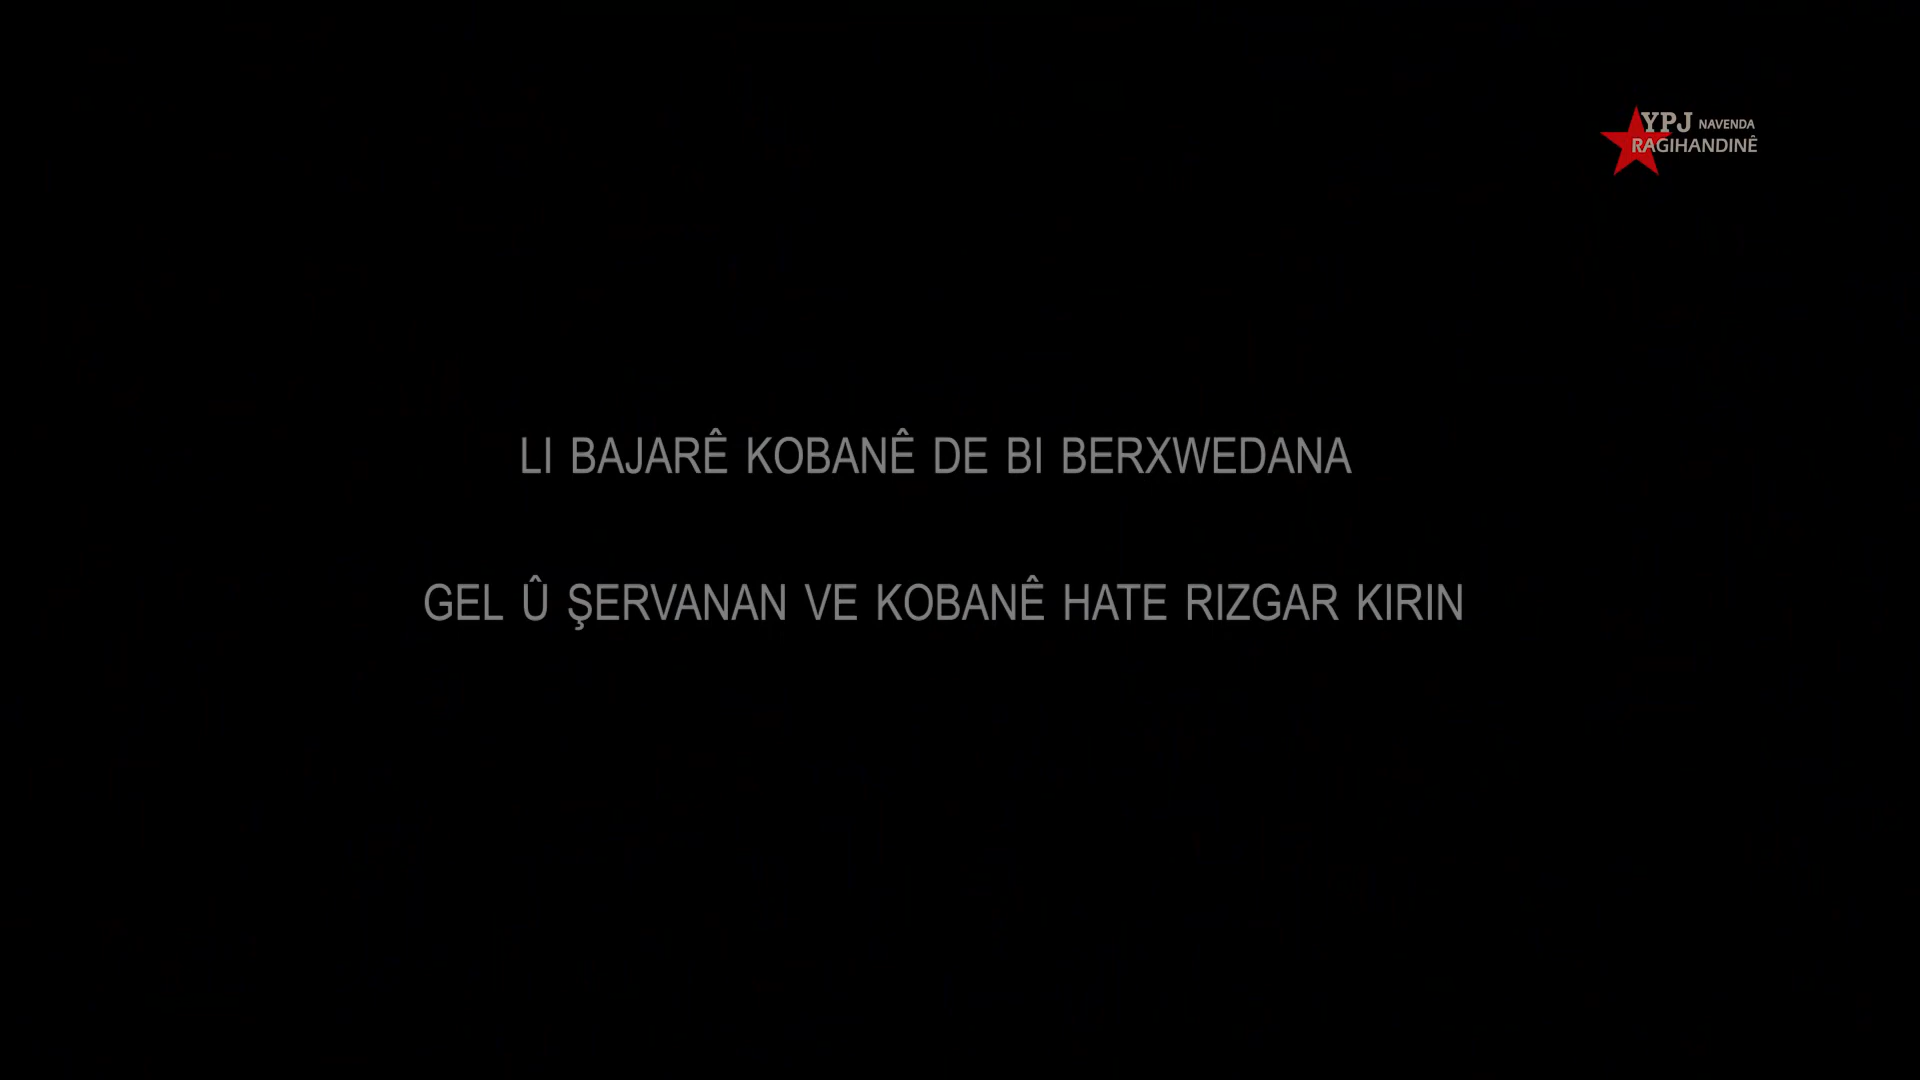 YPJ NAVENDA
RAGIHANDINÊ
LI BAJARÊ KOBANÊ DE BI BERXWEDANA
GEL Û ŞERVANAN VE KOBANÊ HATE RIZGAR KIRIN